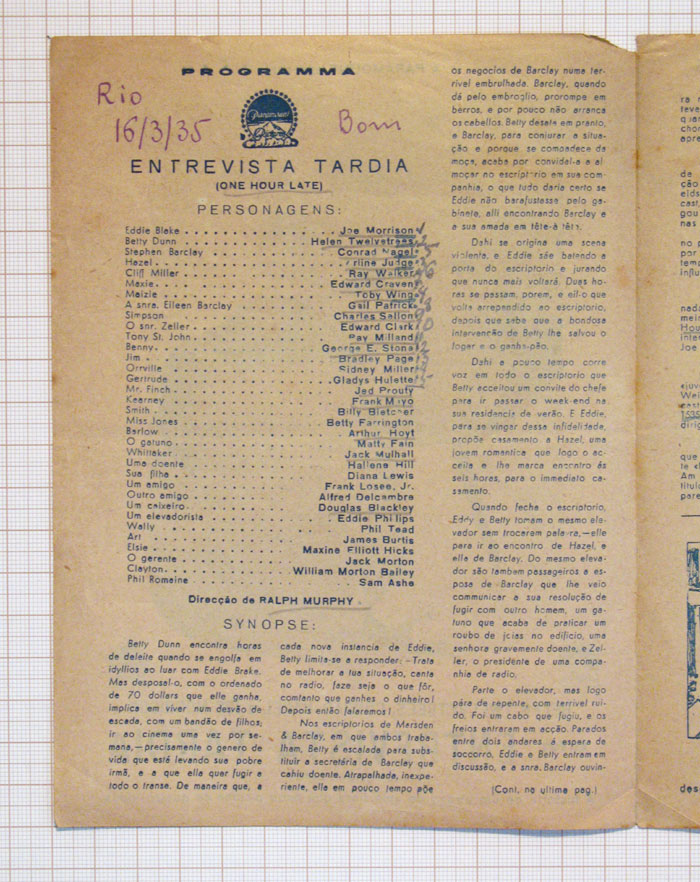 PROGRAMMA
Rio
16/3/35
Paramount
Bom
ENTREVISTA TARDIA
(ONE HOUR LATE)
PERSONAGENS:
Eddie Blake Joe Morrison
Betty Dunn Helen Twelvetrees
Stephen Barclay Conrad Nagel
Hazel Arline Judge
Cliff Miller Ray Walker
Maxie Edward Craven
Maizie Toby Wing
A snra. Eileen Barclay Gail Patrick
Simpson Charles Sellon
O snr. Zeller Edward Clark
Tony St. John Ray Milland
Benny George E. Stone
Jim Bradley Page
Orrville Sidney Miller
Gertrude Gladys Hulette
Mr. Finch Jed Prouty
Kearney Frank Mayo
Smith Billy Bletcher
Miss Jones Betty Farrington
Barlow Arthur Hoyt
O gatuno Matty Fain
Whittaker Jack Mulhall
Uma doente Hallene Hill
Sua filha Diana Lewis
Um amigo Frank Losee, Jr.
Outro amigo Alfred Delcambre
Um caixeiro Douglas Blackley
Um elevadorista Eddie Phillips
Wally Phil Tead
Art James Burtis
Elsie Maxine Elliott Hicks
O gerente Jack Morton
Clayton William Morton Bailey
Phil Romaine Sam Ashe
Direcção de RALPH MURPHY
SYNOPSE:
Betty Dunn encontra horas
de deleite quando se angolfa em
idyllios ao luar com Eddie Brake.
Mas desposal-o, com o ordenado
de 70 dollars que elle ganha,
implica em viver num desvão de
escada, com um bandão de filhos,
ir ao cinema uma vez por se-
mana,—precisamente o genero de
vida que está levando sua pobre
irmã, e a que ella quer fugir a
todo o transe. De maneira que, a
cada nova instancia de Eddie,
Betty limita-se a responder: —Trata
de melhorar a tua situação, canta
no radio, faze seja o que fôr,
comtanto que ganhes o dinheiro!
Depois então falaremos!
Nos escriptorios de Marsden
& Barclay, em que ambos traba-
lham, Betty é escalada para subs-
tituir a secretária de Barclay que
cahiu doente. Atrapalhada, inexpe-
riente, ella em pouco tempo põe
os negocios de Barclay numa ter-
rivel embrulhada. Barclay, quando
dá pelo embroglio, prorompe em
berros, e por pouco não arranca
os cabellos. Betty desate em pranto,
e Barclay, para conjurar a situa-
ção e porque se compadece da
moça, acaba por convidal-a a al-
moçar no escriptorio em sua com-
panhia, o que tudo daria certo se
Eddie não barafustasse pelo ga-
binete, alli encontrando Barclay e
a sua amada em tête-à têtr.
Dahi se origina uma scena
violenta, e Eddie sáe batendo a
porta do escriptorio e jurando
que nunca mais voltará. Duas ho-
ras se passam, porem, e eil-o que
volta arrependido ao escriptorio,
depois que sabe que a bondosa
intervenção de Betty lhe salvou o
logar e o ganha-pão.
Dahi a pouco tempo corre
voz em todo o escriptorio que
Betty acceitou um convite do chefe
para ir passar o week-end na
sua residencia de verão. E Eddie,
para se vingar dessa infidelidade,
propõe casamento a Hazel, uma
jovem romantica que logo o ac-
ceita e lhe marca encontro ás
seis horas, para o immediato ca-
samento.
Quando fecha o escriptorio,
Eddy e Betty tomam o mesmo ele-
vador sem trocarem palavra,—elle
para ir ao encontro de Hazel, e
ella de Barclay. Do mesmo eleva-
dor são tambem passageiros a es-
posa de Barclay que lhe veio
communicar a sua resolução de
fugir com outro homem, um ga-
tuno que acaba de praticar um
roubo de joias no edificio, uma
senhora gravemente doente, e Zel-
ler, o presidente de uma compa-
nhia de radio.
Parte o elevador, mas logo
pára de repente, com terrivel rui-
do. Foi um cabo que fugiu, e os
freios entraram em acção. Parados
entre dois andares á espera de
soccorro, Eddie e Betty entram em
discussão, e a snra. Barclay ouvin-
(Cont. na ultima pag.)